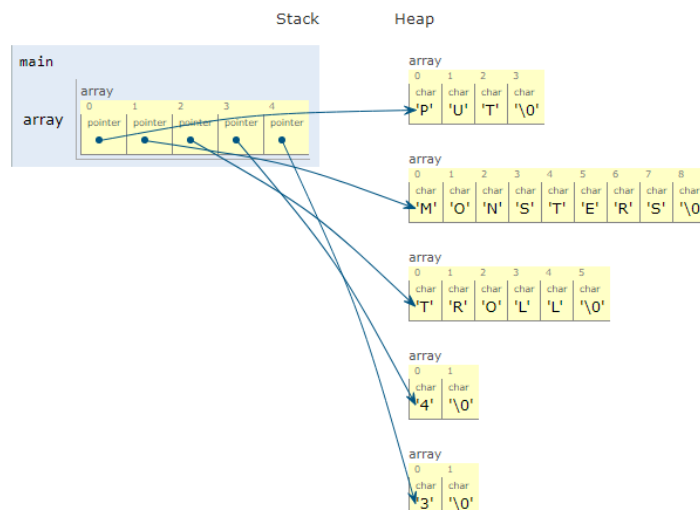 Stack Heap
main
array
0 1 2 3 4
array
pointer pointer pointer pointer pointer
array
0 1 2 3
char char char char
'P' 'U' 'T' '\0'
array
0 1 2 3 4 5 6 7 8
char char char char char char char char char
'M' 'O' 'N' 'S' 'T' 'E' 'R' 'S' '\0
array
0 1 2 3 4 5
char char char char char char
'T' 'R' 'O' 'L' 'L' '\0'
array
0 1
char char
'4' '\0'
array
0 1
char char
'3' '\0'